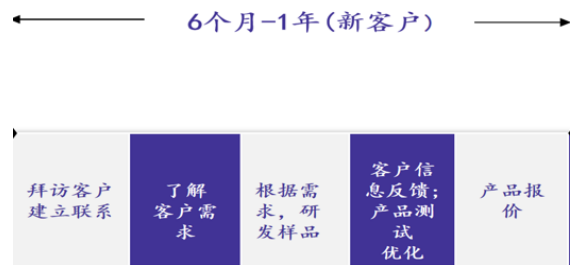 6个月-1年(新客户)
拜访客户
建立联系
了解
客户需
求
根据需
求，研
发样品
客户信
息反馈；
产品测
试
优化
产品报
价